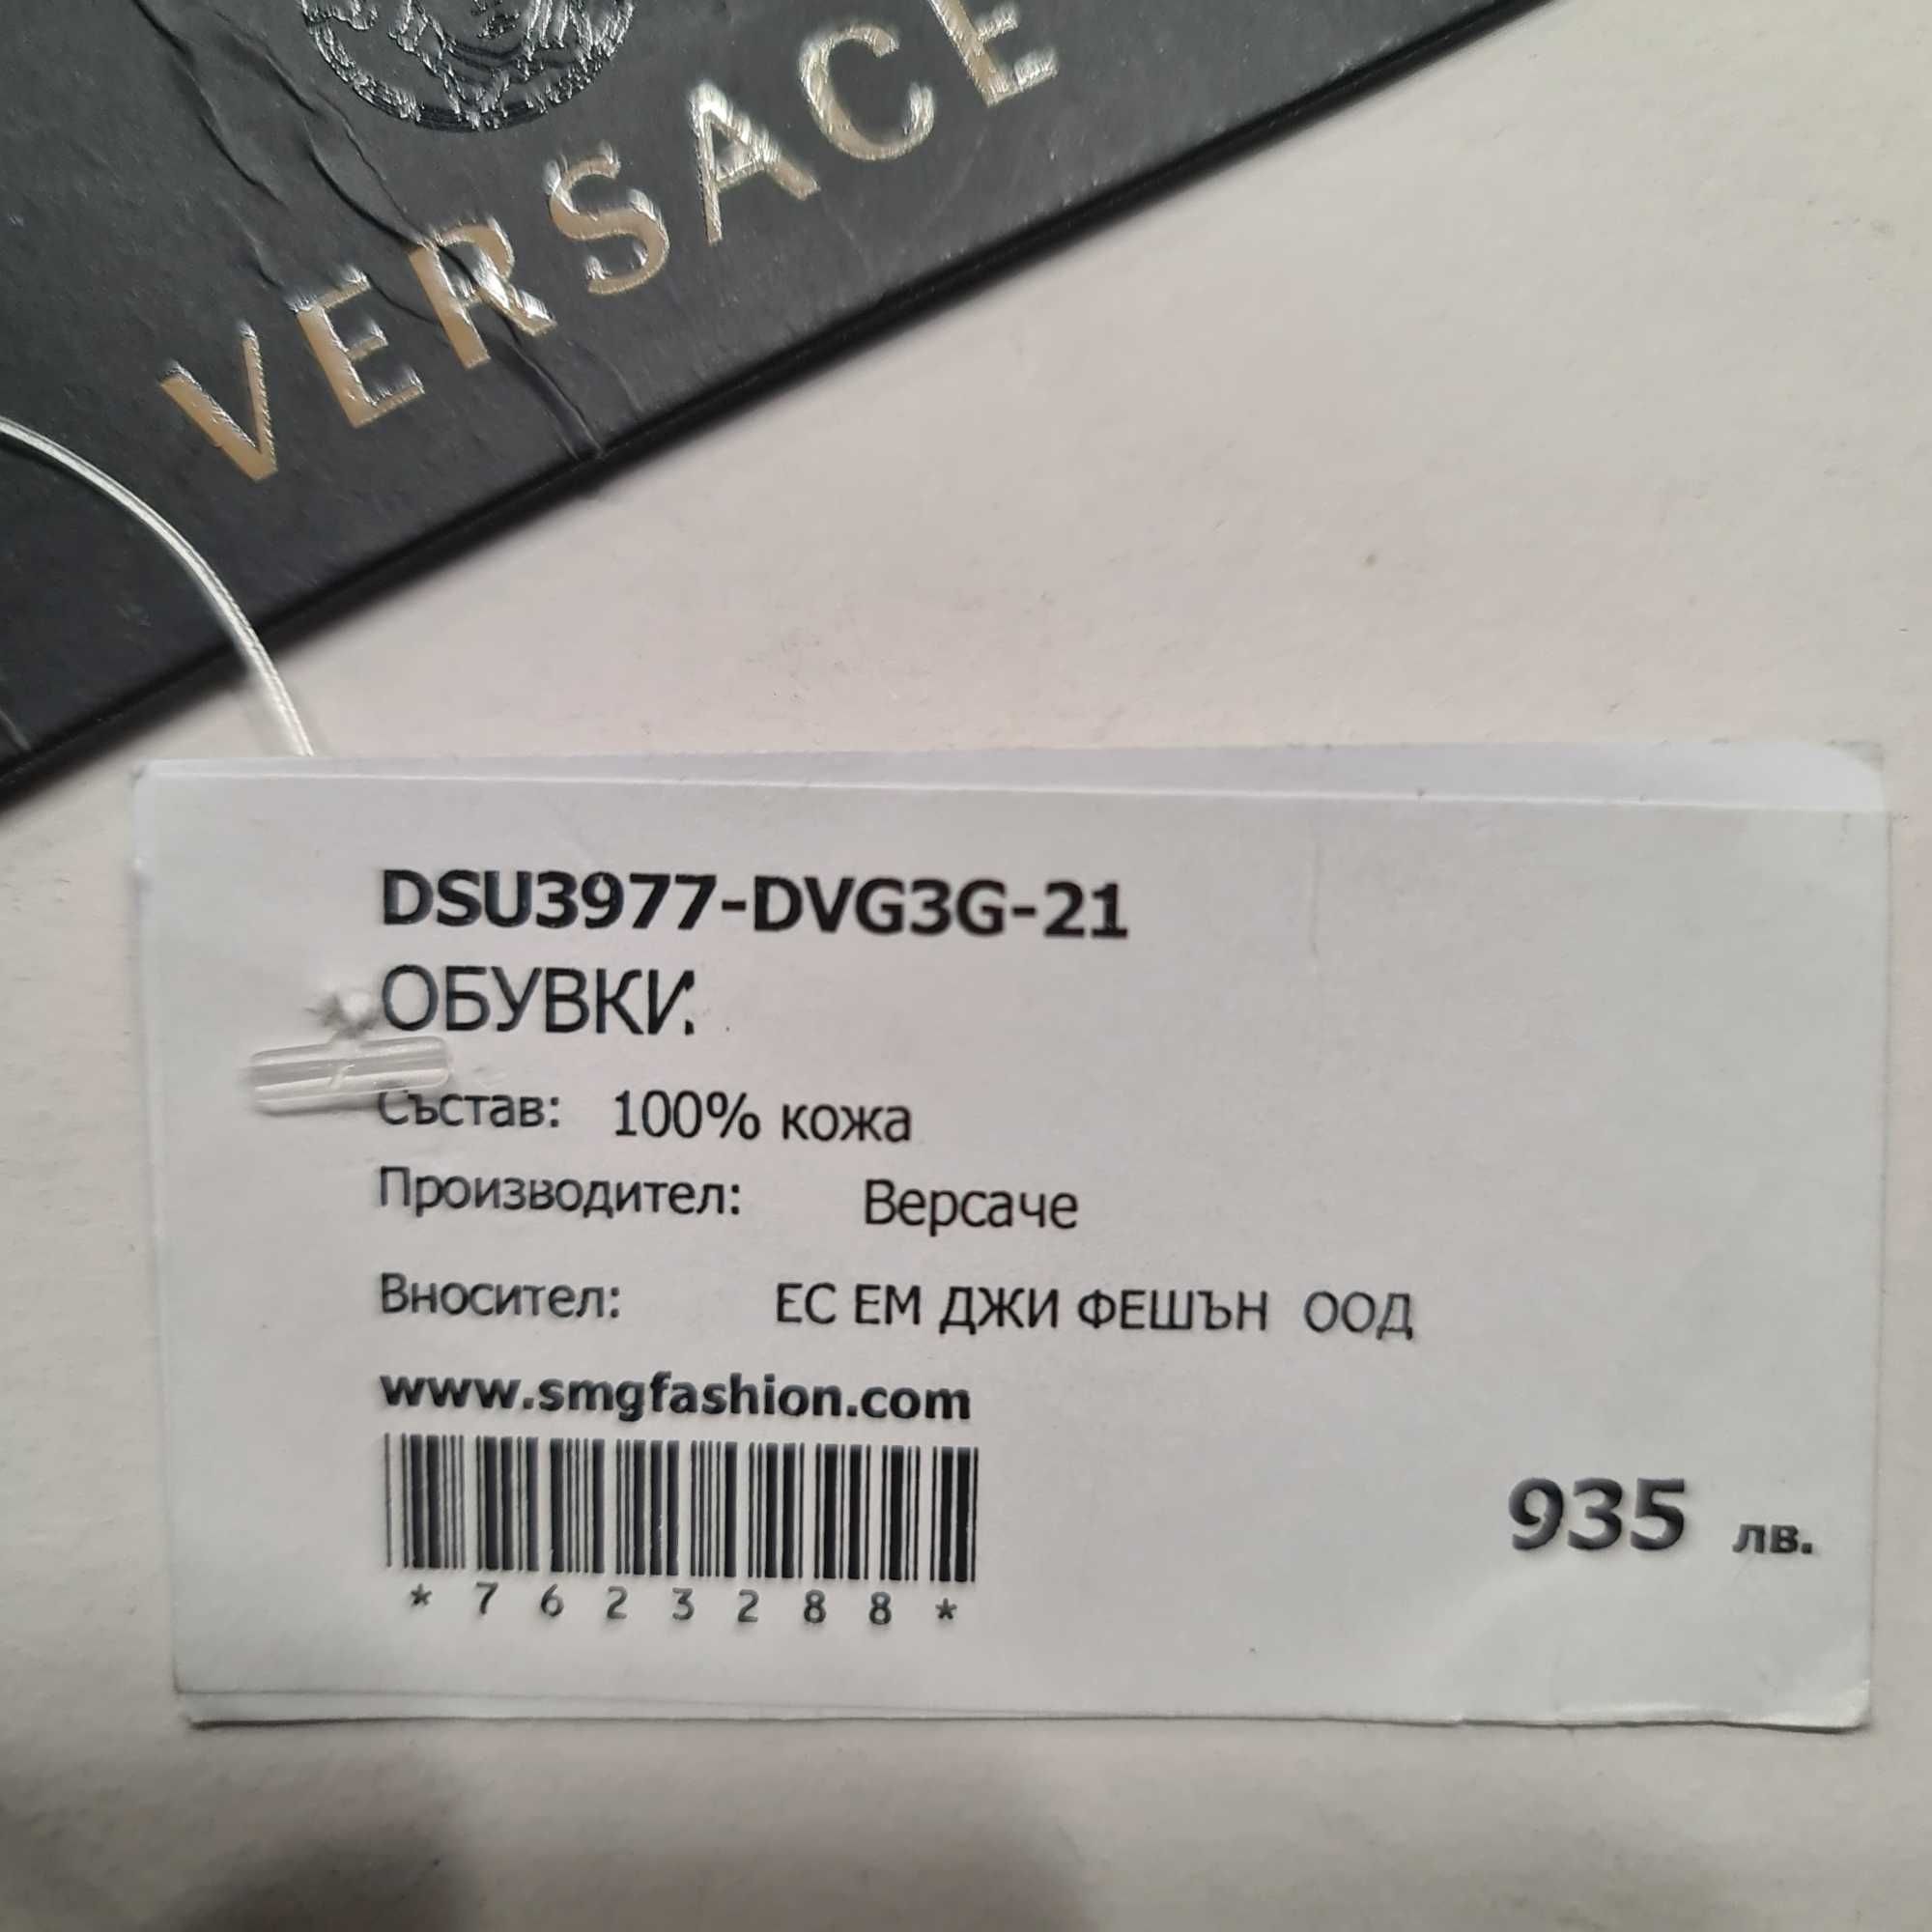 VERSACE
DSU3977-DVG3G-21
ОБУВКИ.
Състав: 100% кожа
Производител: Версаче
Вносител: ЕС ЕМ ДЖИ ФЕШЪН ООД
www.smgfashion.com
*7623288*
935 лв.